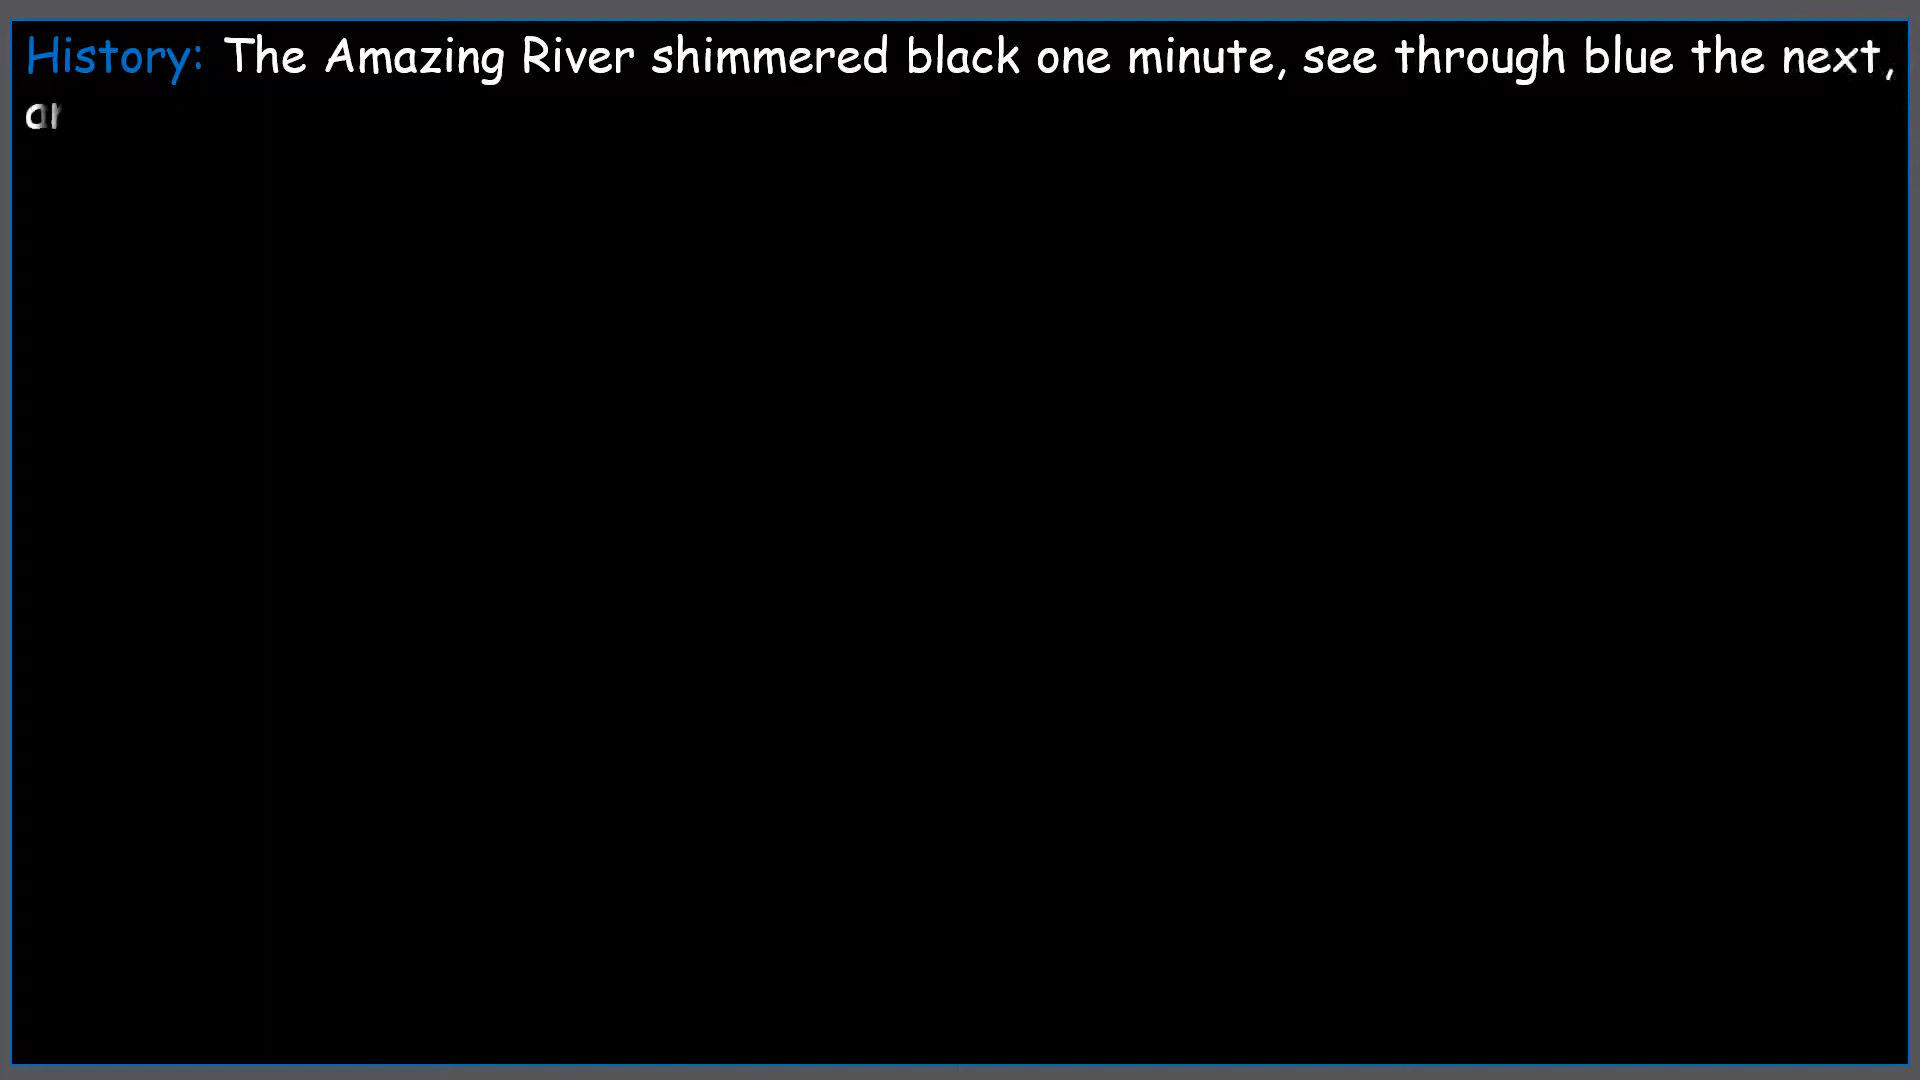 History: The Amazing River shimmered black one minute, see through blue the next,